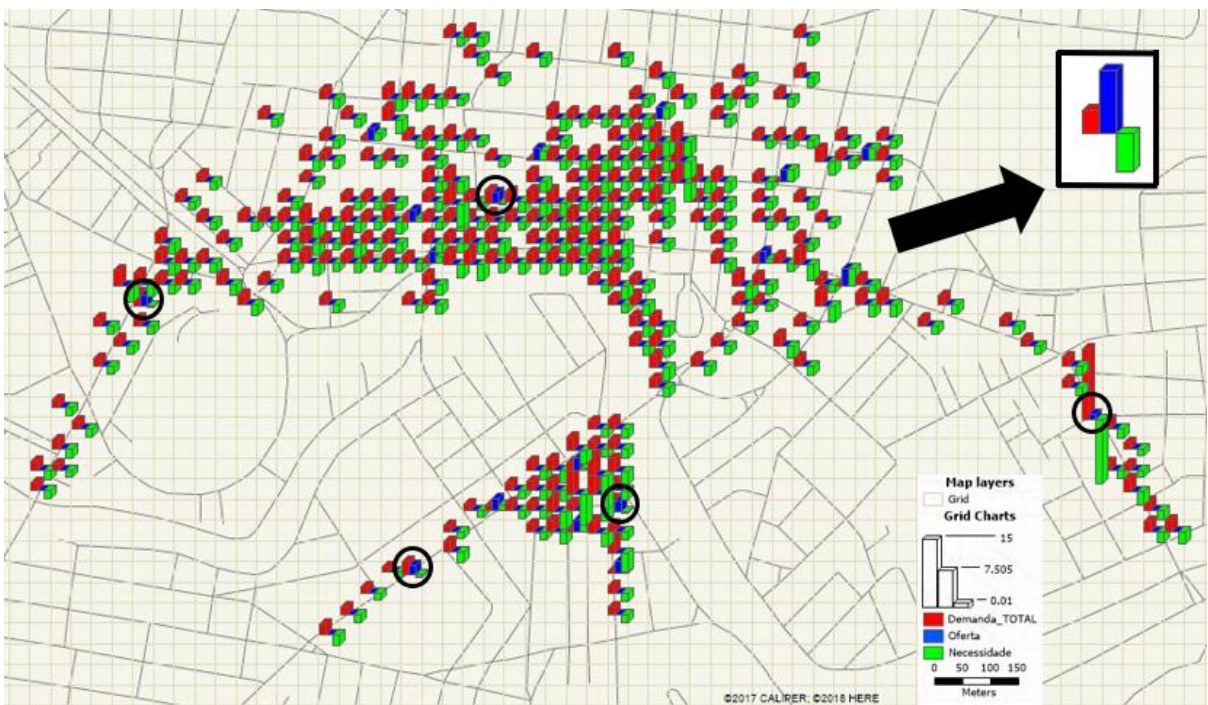 Map layers
Grid
Grid Charts
15
7.505
0.01
Demanda_TOTAL
Oferta
Necessidade
0 50 100 150
Meters
©2017 CALIPER; ©2018 HERE